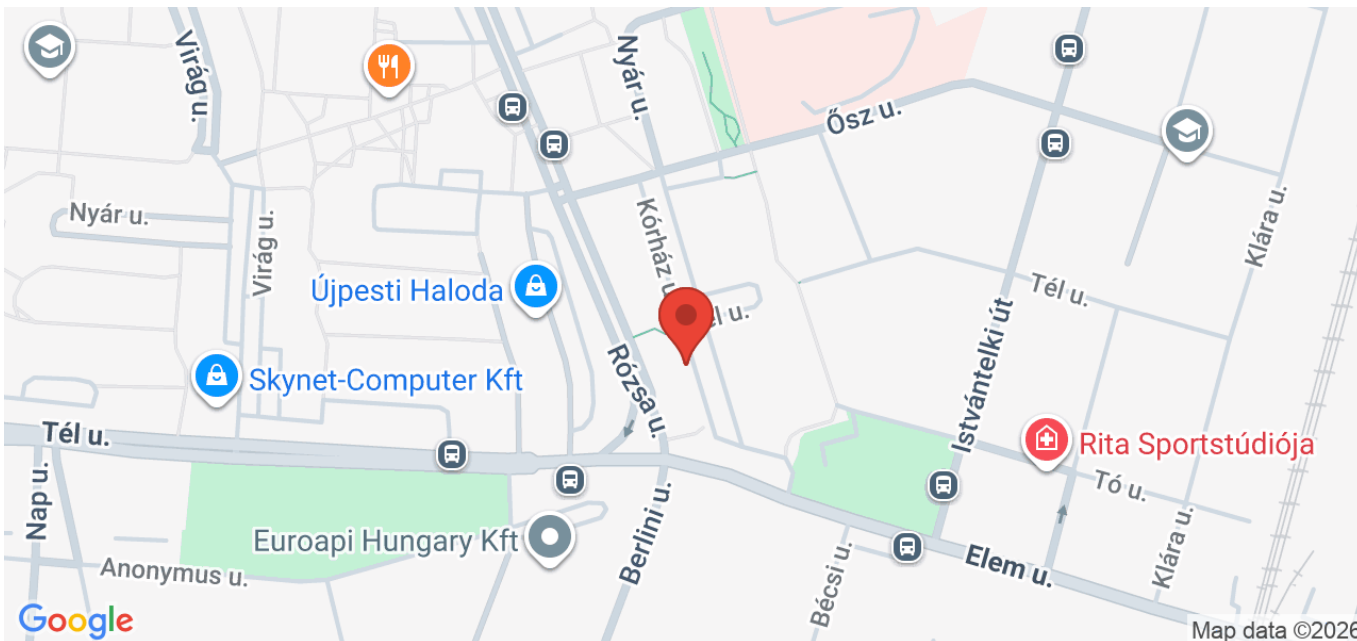 Virág u.
Nyár u.
Ősz u.
Nyár u.
Virág u.
Kórház u.
Klára u.
Újpesti Haloda
Tél u.
Skynet-Computer Kft
Rózsa u.
Istvántelki út
Tél u.
Rita Sportstúdiója
Nap u.
Tó u.
Euroapi Hungary Kft
Berlini u.
Anonymus u.
Bécsi u.
Elem u.
Klára u.
Google
Map data ©2026